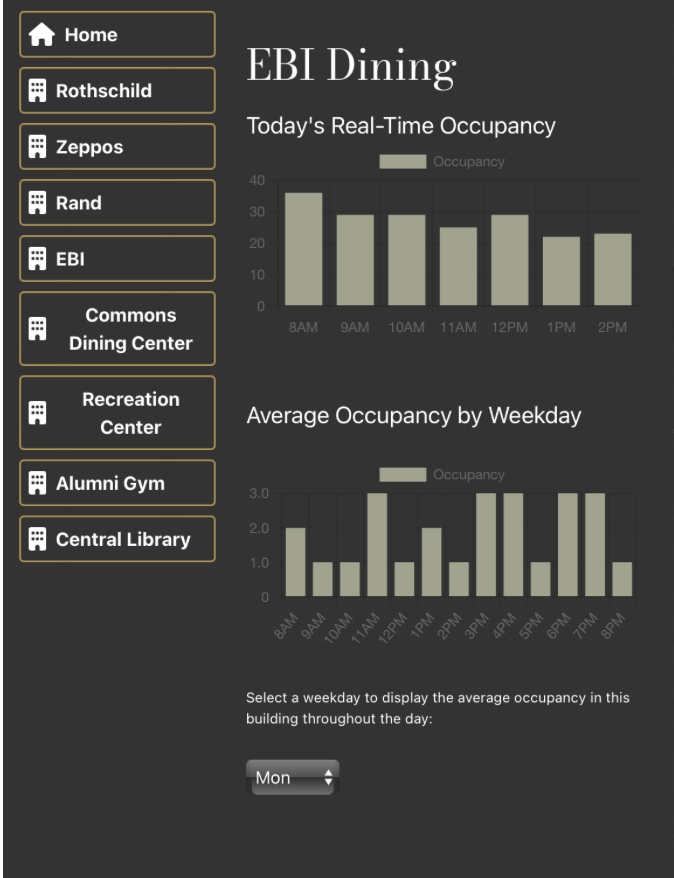 Home
Rothschild
Zeppos
Rand
EBI
Commons
Dining Center
Recreation
Center
Alumni Gym
Central Library
EBI Dining
Today's Real-Time Occupancy
Occupancy
40
30
20
10
0
8AM 9AM 10AM 11AM 12PM 1PM 2PM
Average Occupancy by Weekday
Occupancy
3.0
2.0
1.0
0
8AM 9AM 10AM 11AM 12PM 1PM 2PM 3PM 4PM 5PM 6PM 7PM 8PM
Select a weekday to display the average occupancy in this
building throughout the day:
Mon